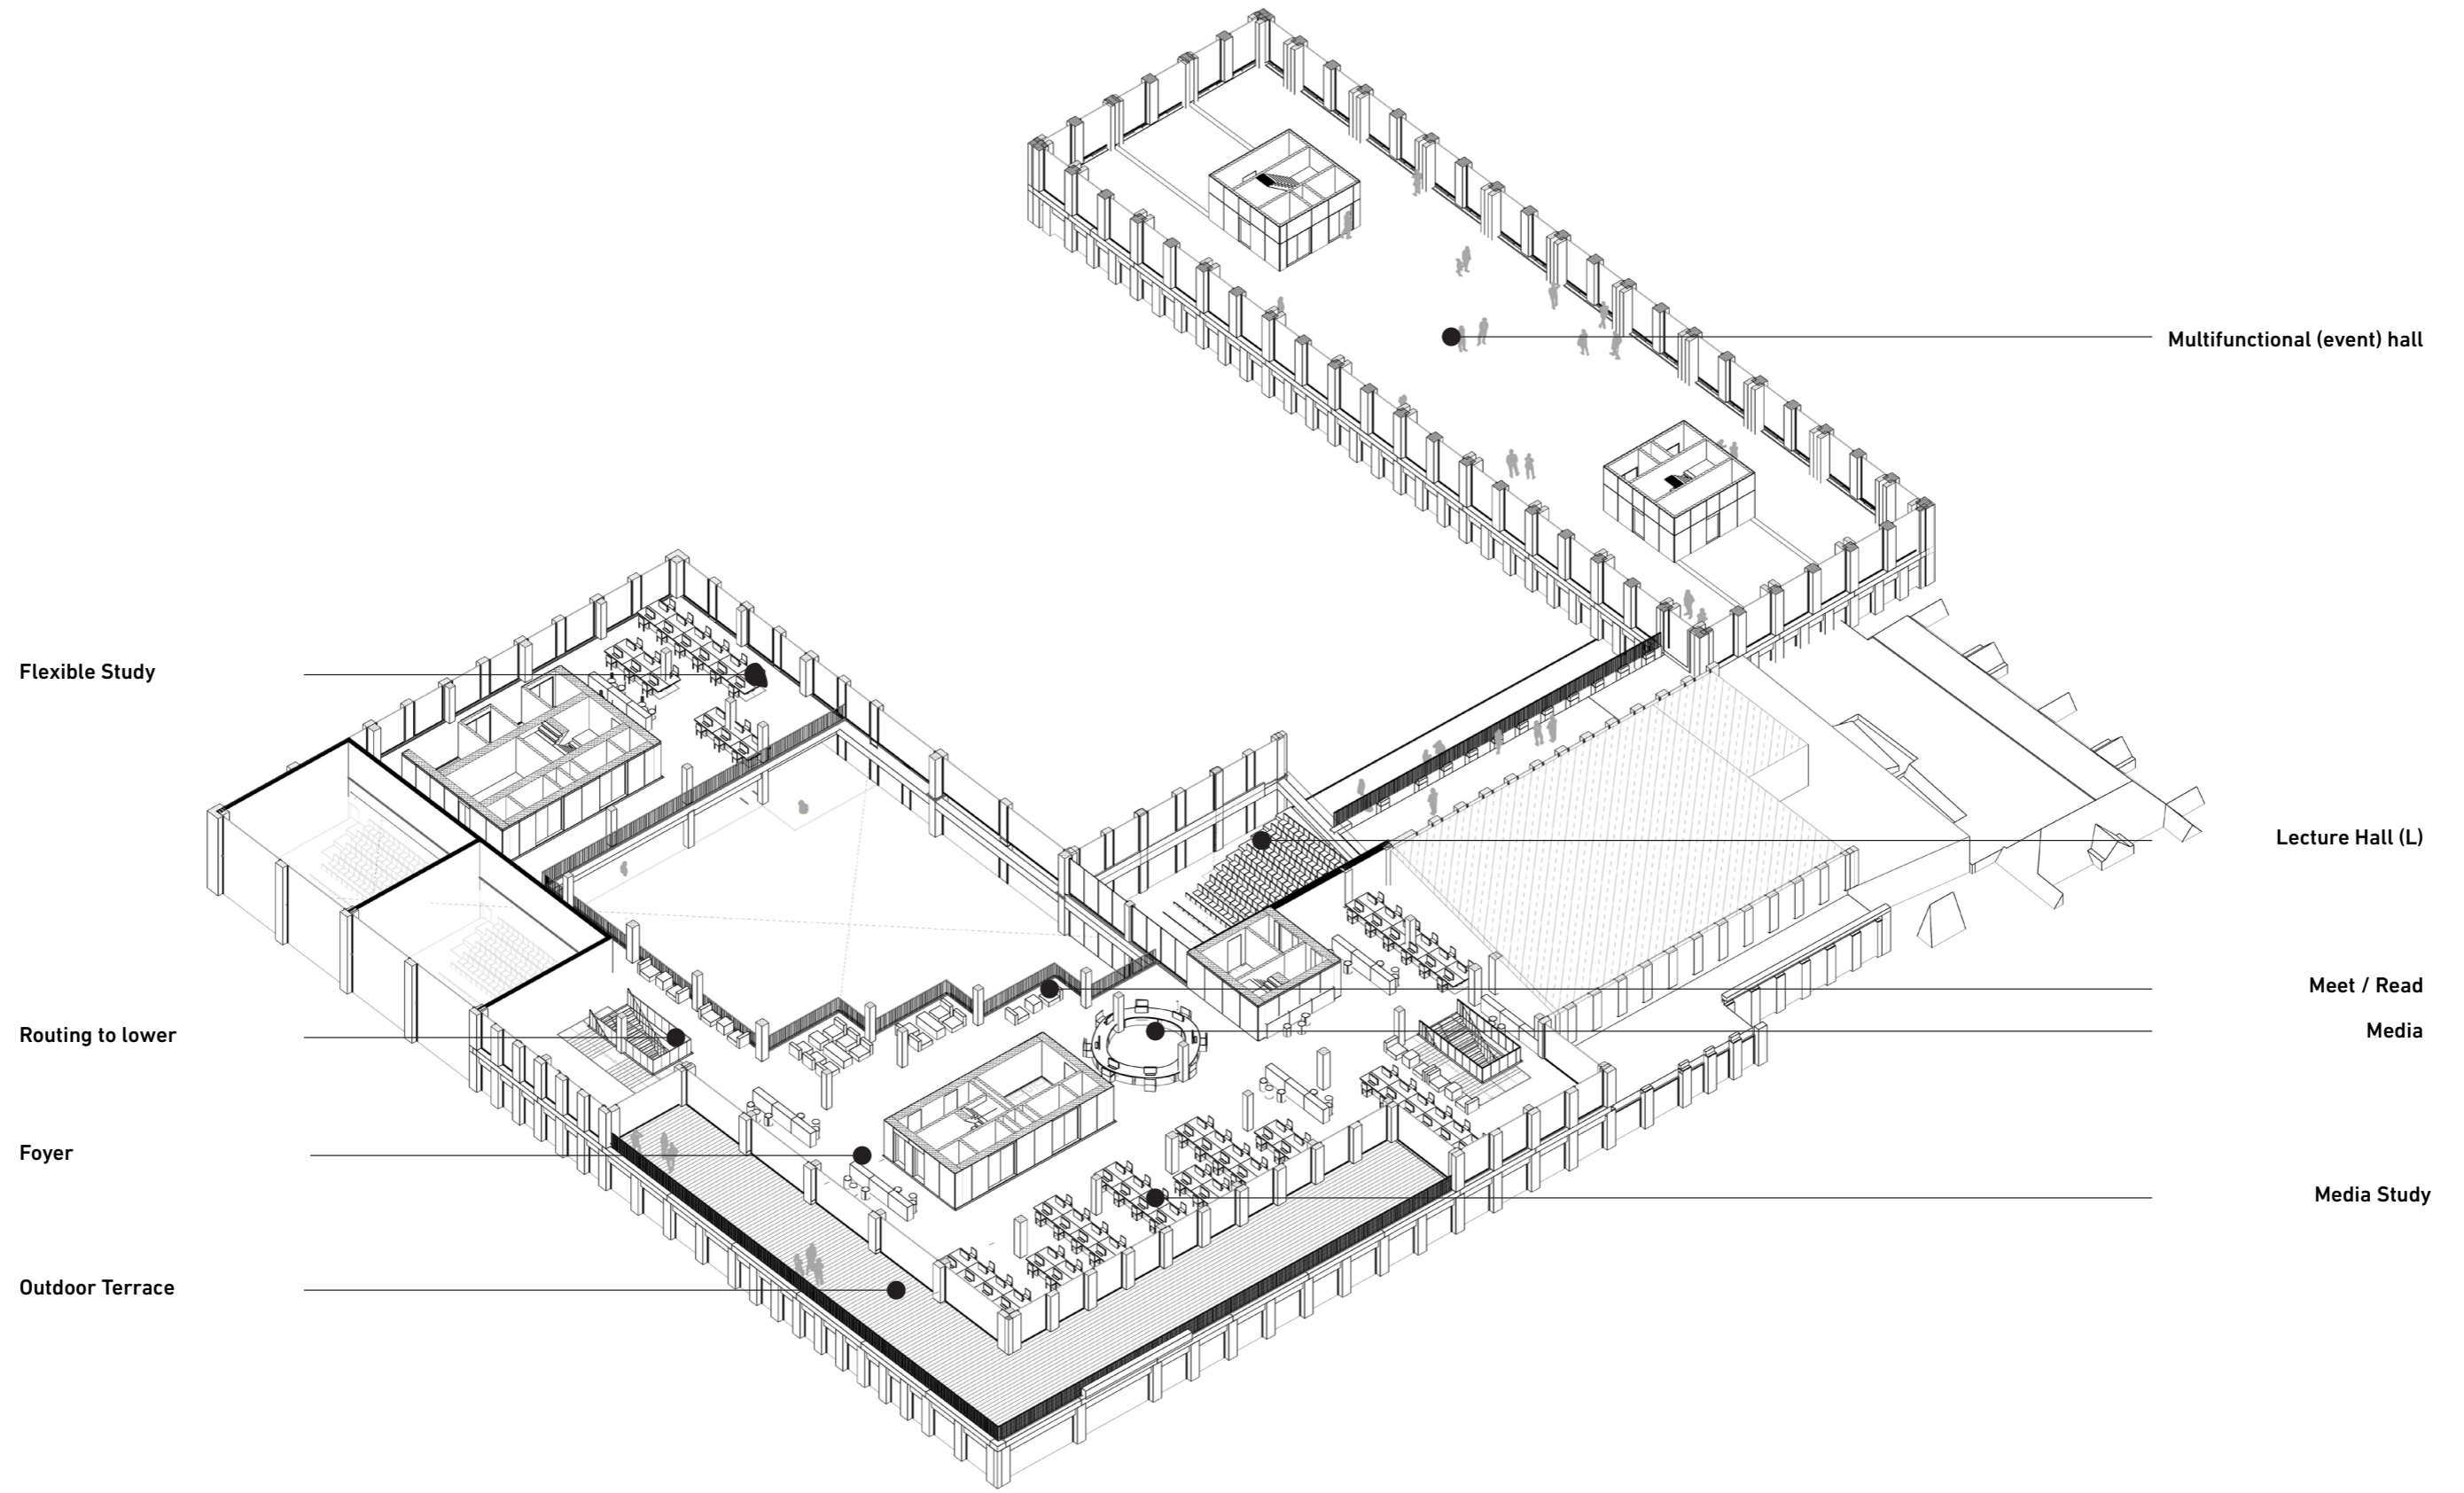 Multifunctional (event) hall
Flexible Study
Lecture Hall (L)
Meet / Read
Routing to lower
Media
Foyer
Media Study
Outdoor Terrace